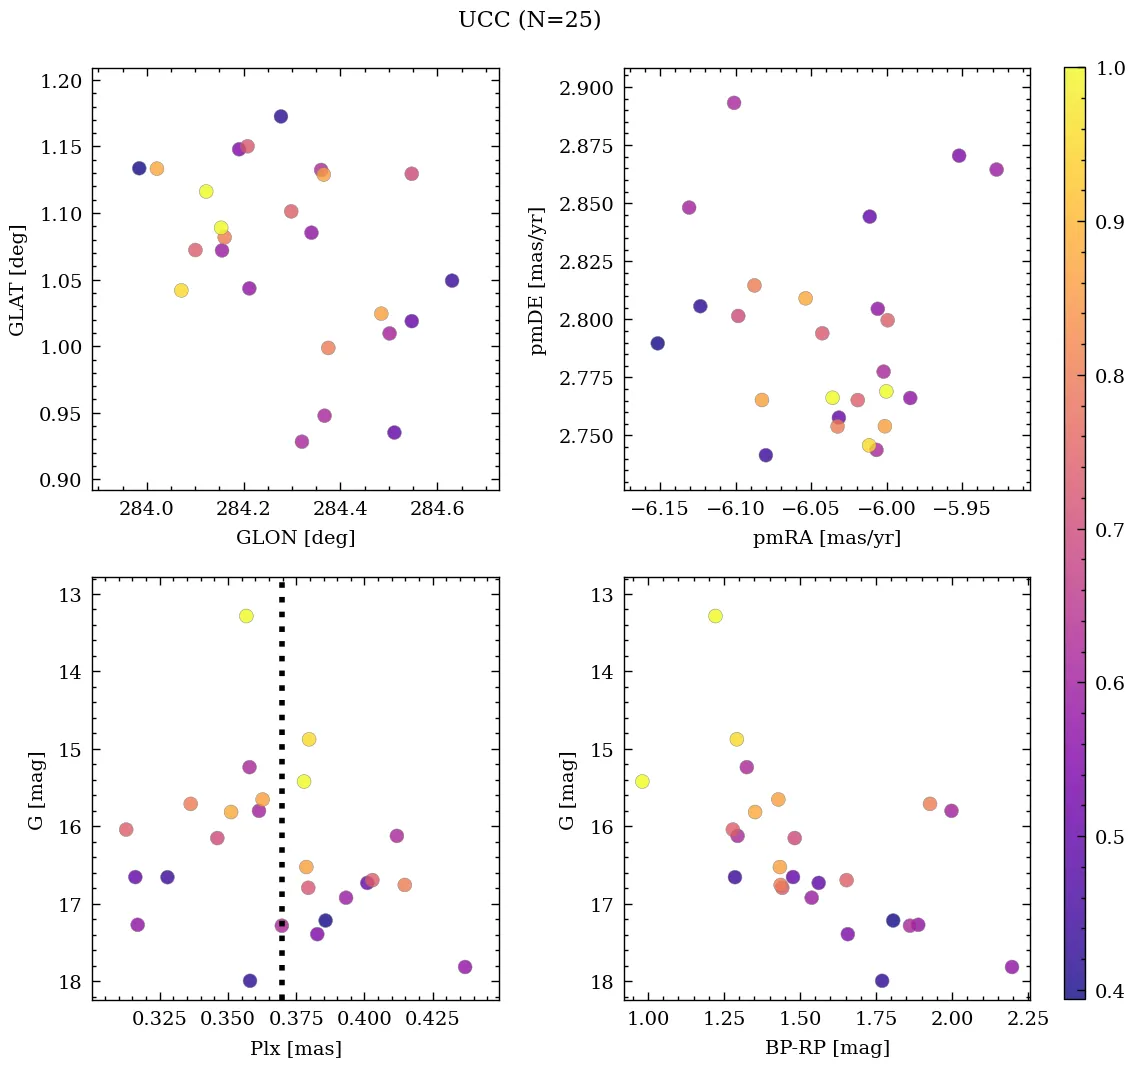 UCC (N=25)
1.20
1.15
1.10
1.05
1.00
0.95
0.90
GLAT [deg]
284.0 284.2 284.4 284.6
GLON [deg]
2.900
2.875
2.850
2.825
2.800
2.775
2.750
pmDE [mas/yr]
−6.15 −6.10 −6.05 −6.00 −5.95
pmRA [mas/yr]
13
14
15
16
17
18
G [mag]
0.325 0.350 0.375 0.400 0.425
Plx [mas]
13
14
15
16
17
18
G [mag]
1.00 1.25 1.50 1.75 2.00 2.25
BP-RP [mag]
1.0
0.9
0.8
0.7
0.6
0.5
0.4